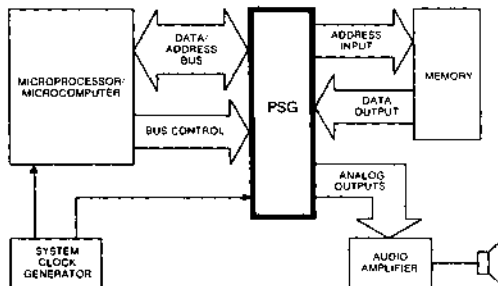 DATA/
ADDRESS
BUS
ADDRESS
INPUT
MICROPROCESSOR/
MICROCOMPUTER
PSG
MEMORY
DATA
OUTPUT
BUS CONTROL
ANALOG
OUTPUTS
SYSTEM
CLOCK
GENERATOR
AUDIO
AMPLIFIER